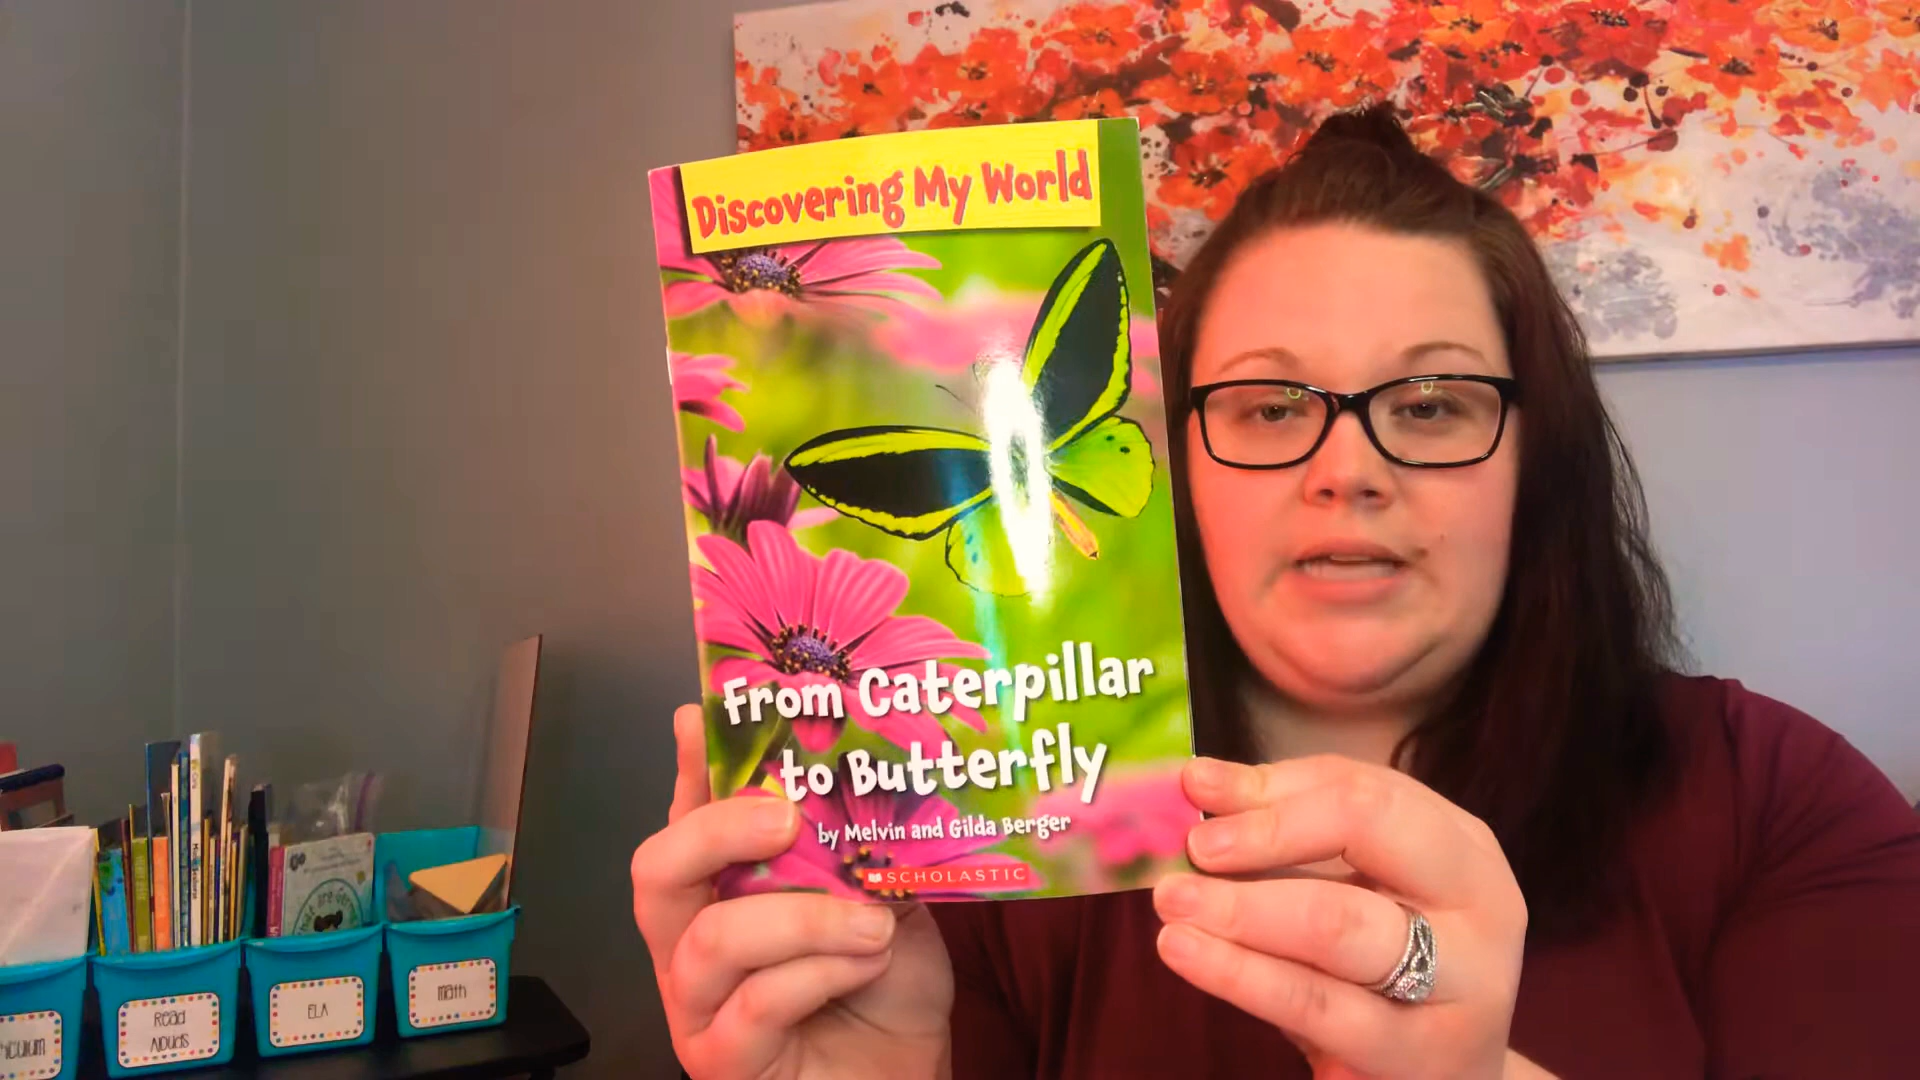 Discovering My World
From Caterpillar
to Butterfly
by Melvin and Gilda Berger
SCHOLASTIC
Read
Alouds
ELA
math